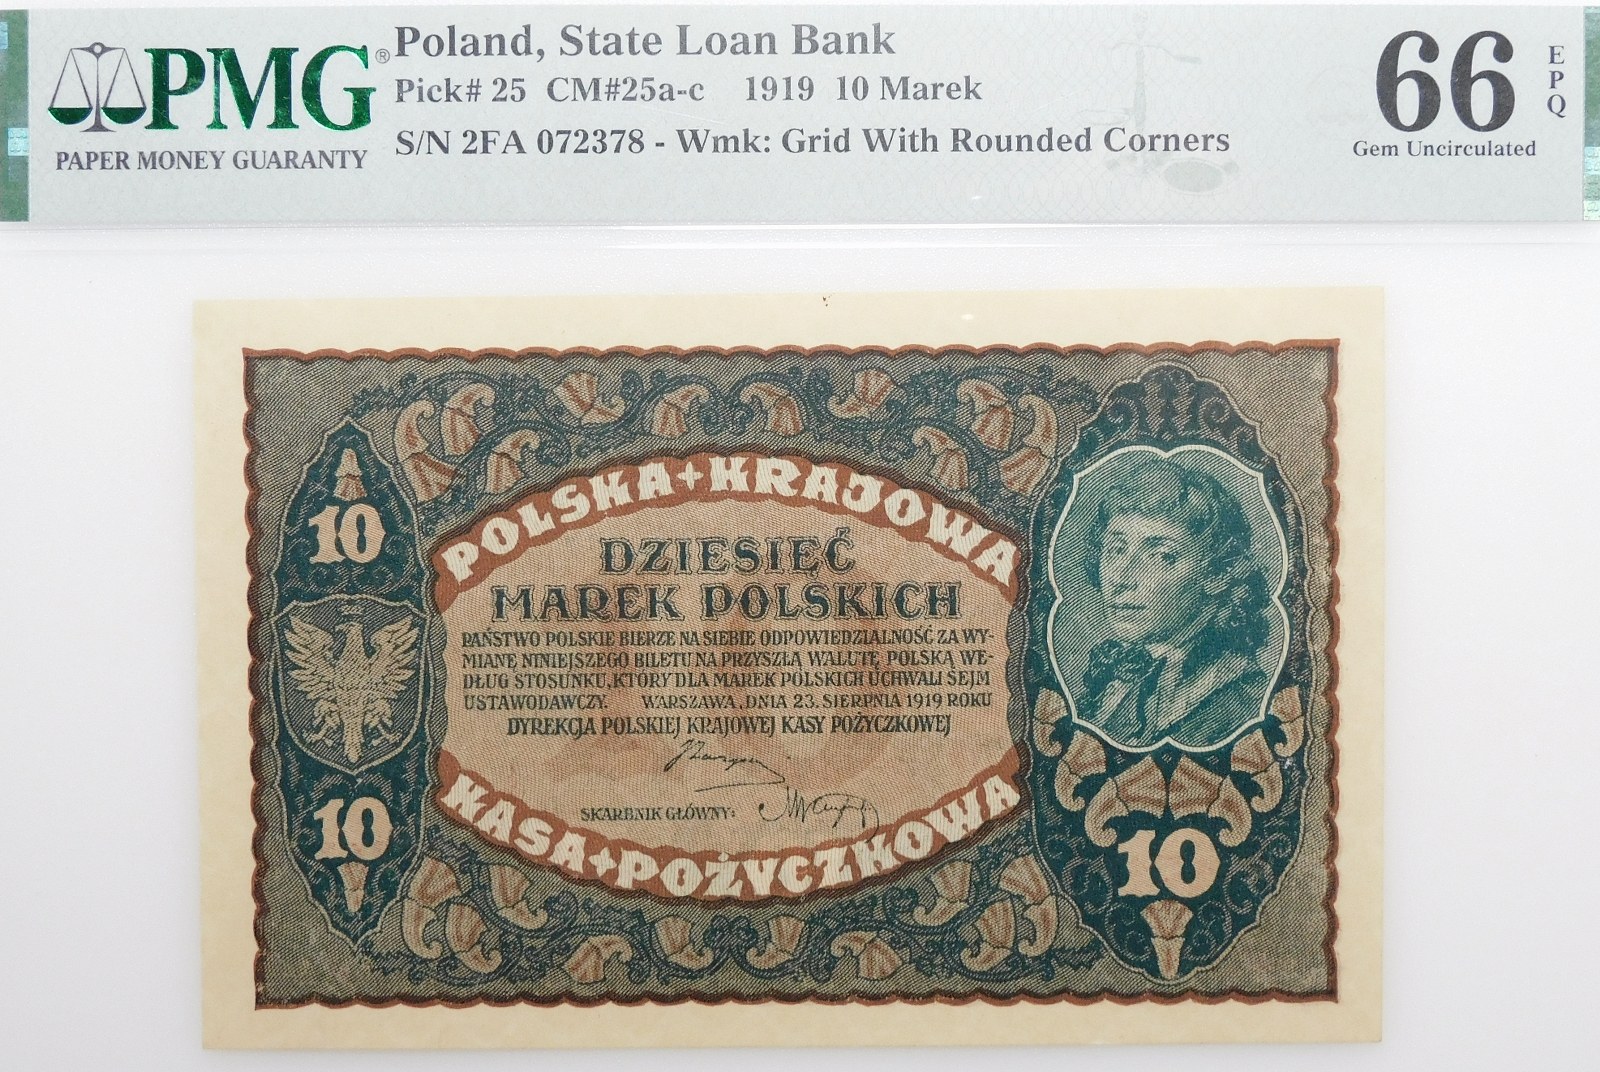 PMG®
PAPER MONEY GUARANTY
Poland, State Loan Bank
Pick# 25 CM#25a-c 1919 10 Marek
S/N 2FA 072378 - Wmk: Grid With Rounded Corners
66
EPQ
Gem Uncirculated
POLSKA+KRAJOWA
DZIESIĘĆ
MAREK POLSKICH
PAŃSTWO POLSKIE BIERZE NA SIEBIE ODPOWIEDZIALNOŚĆ ZA WY-
MIANĘ NINIEJSZEGO BILETU NA PRZYSZŁĄ WALUTĘ POLSKĄ WE-
DŁUG STOSUNKU, KTÓRY DLA MAREK POLSKICH UCHWALI SEJM
USTAWODAWCZY. WARSZAWA, DNIA 23. SIERPNIA 1919 ROKU
DYREKCJA POLSKIEJ KRAJOWEJ KASY POŻYCZKOWEJ
SKARBNIK GŁÓWNY:
KASA+POŻYCZKOWA
10
10
10